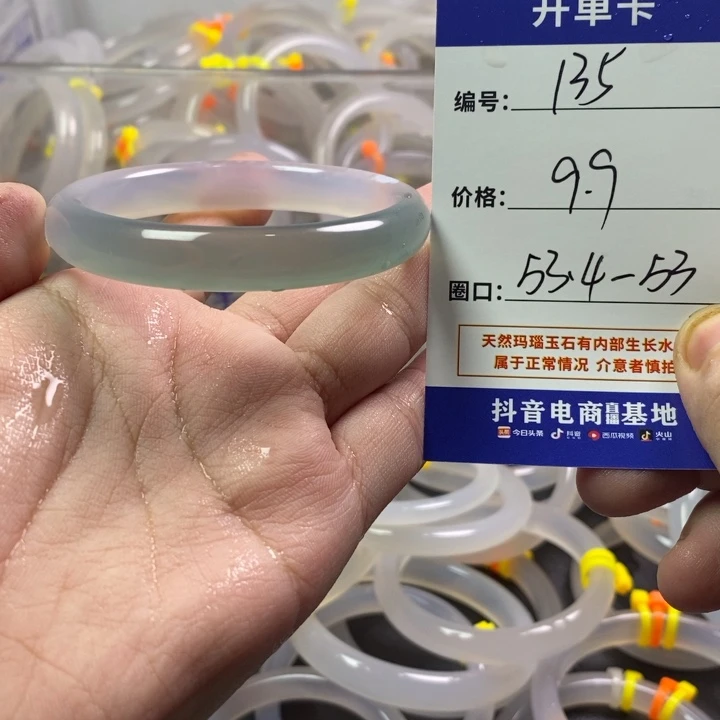 开单卡
编号: 135
价格: 9.9
圈口: 53.4-53
天然玛瑙玉石有内部生长水
属于正常情况 介意者慎拍
抖音电商直播基地
今日头条 抖音 西瓜视频 火山